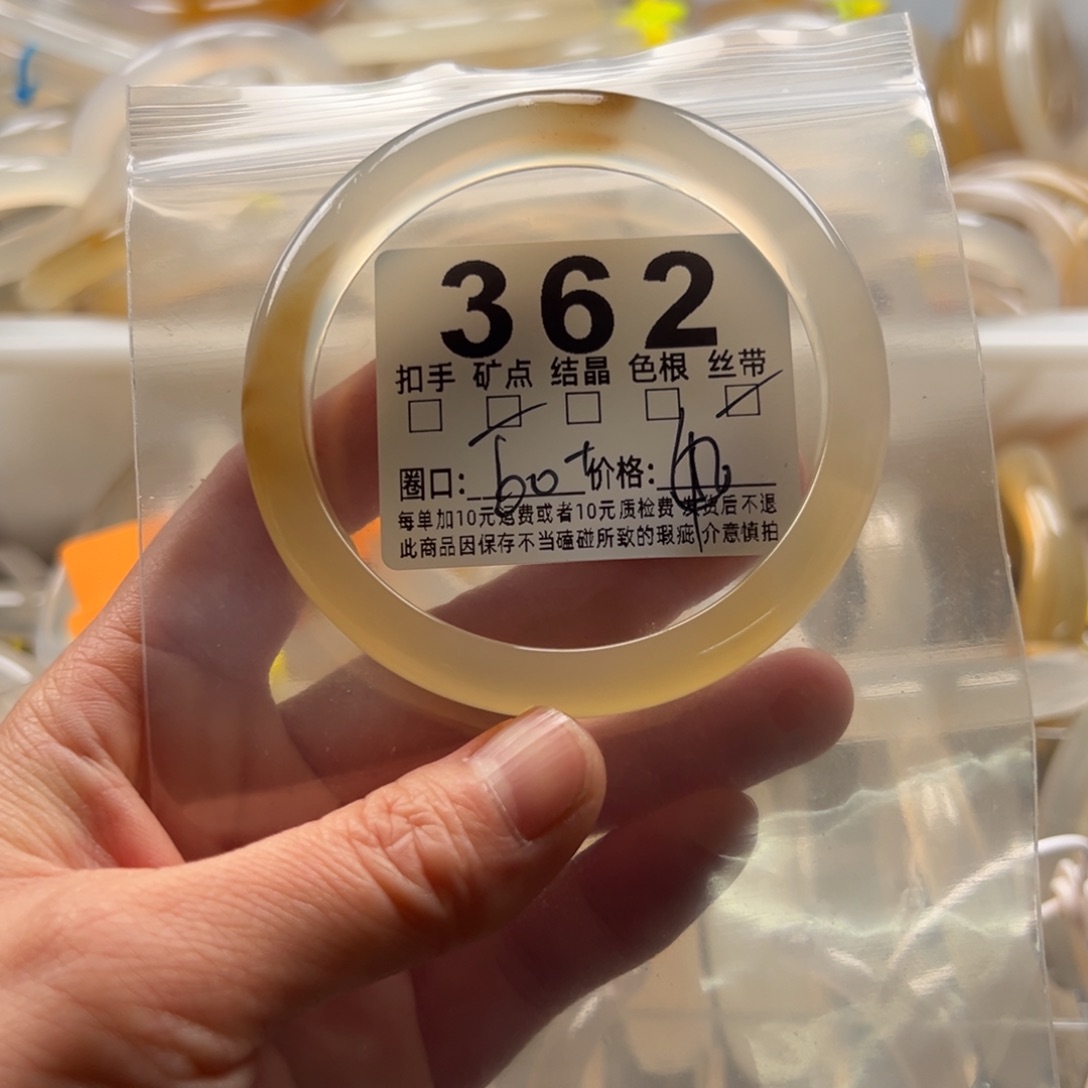 362
扣手 矿点 结晶 色根 丝带
圈口: 60+ 价格:
每单加10元运费或者10元质检费 发货后不退
此商品因保存不当磕碰所致的瑕疵 介意慎拍